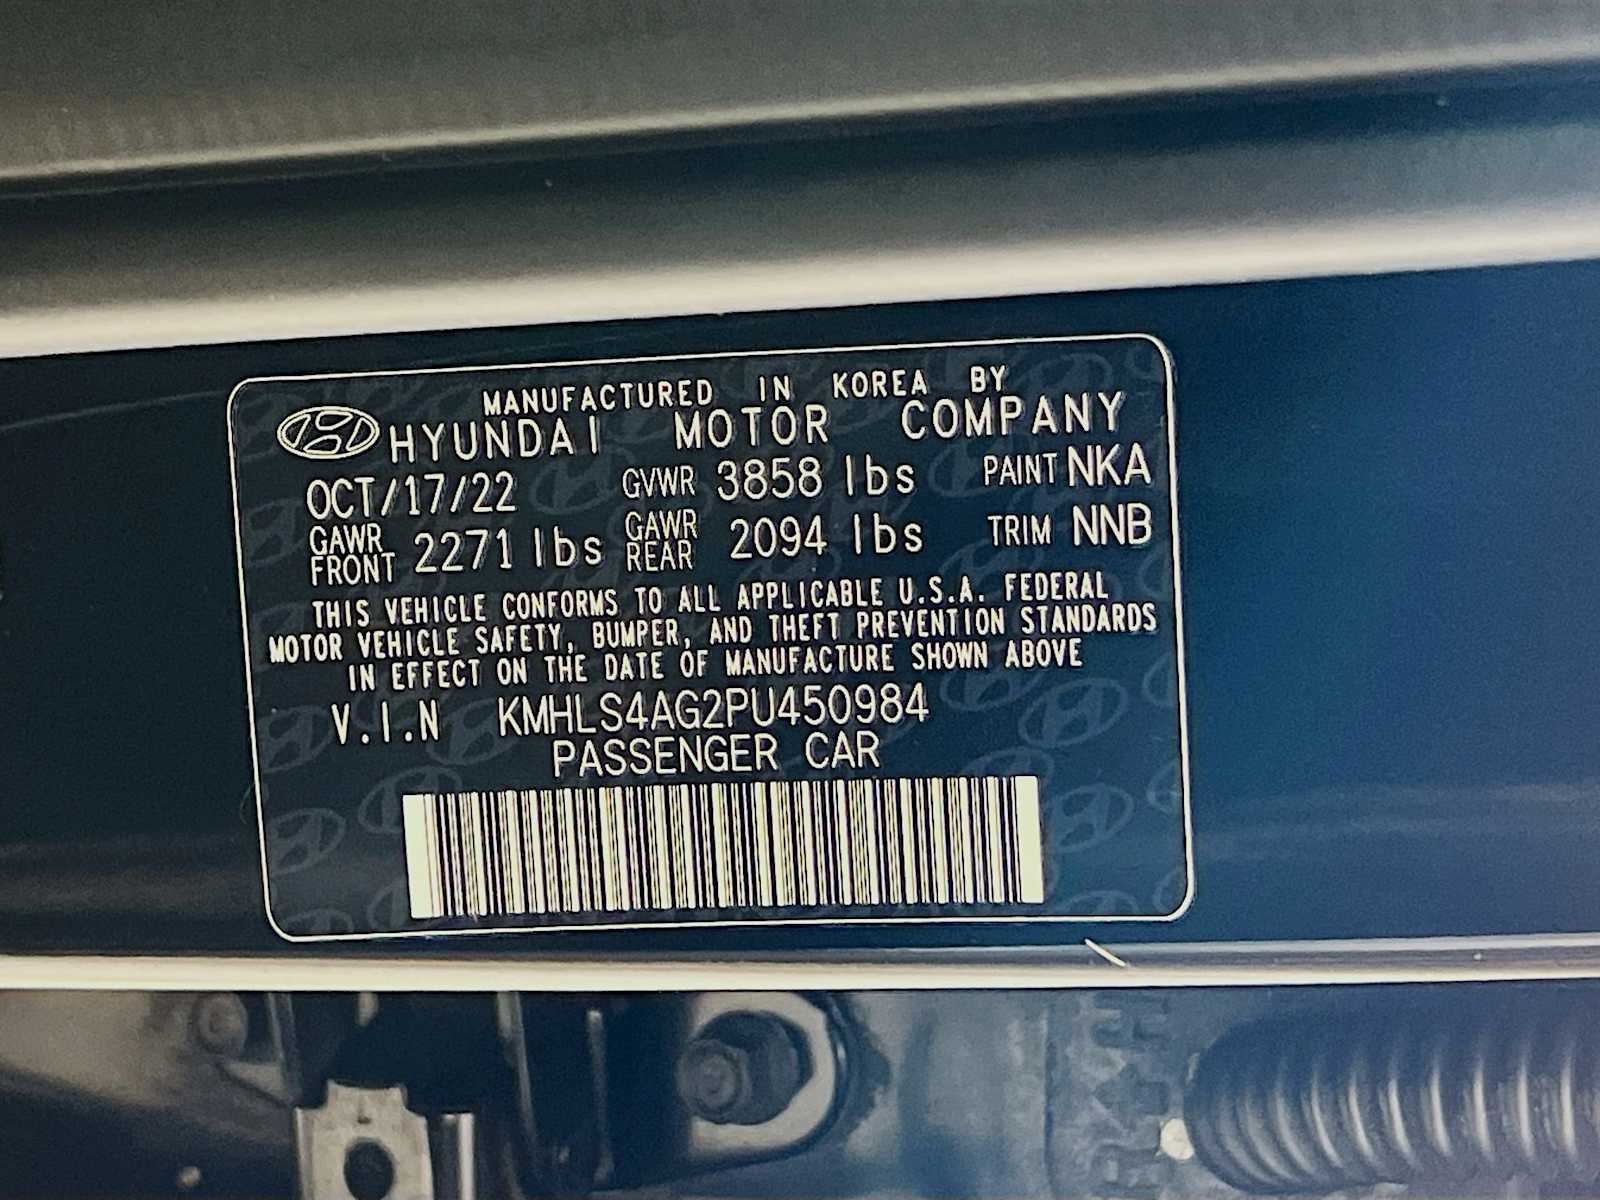 MANUFACTURED IN KOREA BY
HYUNDAI MOTOR COMPANY
OCT/17/22 GVWR 3858 lbs PAINT NKA
GAWR FRONT 2271 lbs GAWR REAR 2094 lbs TRIM NNB
THIS VEHICLE CONFORMS TO ALL APPLICABLE U.S.A. FEDERAL
MOTOR VEHICLE SAFETY, BUMPER, AND THEFT PREVENTION STANDARDS
IN EFFECT ON THE DATE OF MANUFACTURE SHOWN ABOVE
V.I.N KMHLS4AG2PU450984
PASSENGER CAR